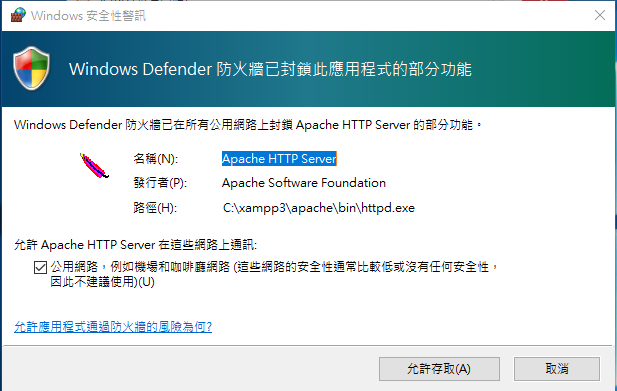 Windows 安全性警訊
Windows Defender 防火牆已封鎖此應用程式的部分功能
Windows Defender 防火牆已在所有公用網路上封鎖 Apache HTTP Server 的部分功能。
名稱(N): Apache HTTP Server
發行者(P): Apache Software Foundation
路徑(H): C:\xampp3\apache\bin\httpd.exe
允許 Apache HTTP Server 在這些網路上通訊:
公用網路，例如機場和咖啡廳網路 (這些網路的安全性通常比較低或沒有任何安全性，
因此不建議使用)(U)
允許應用程式通過防火牆的風險為何?
允許存取(A) 取消